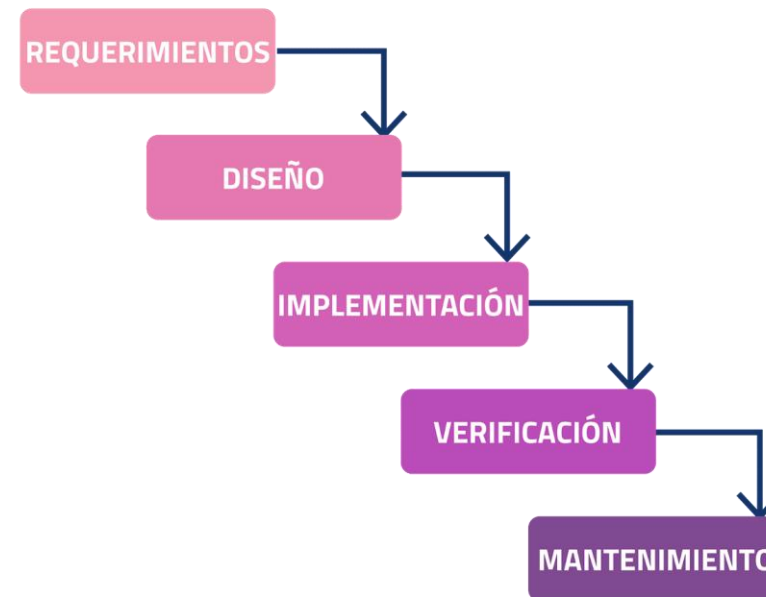 REQUERIMIENTOS
DISEÑO
IMPLEMENTACIÓN
VERIFICACIÓN
MANTENIMIENTO